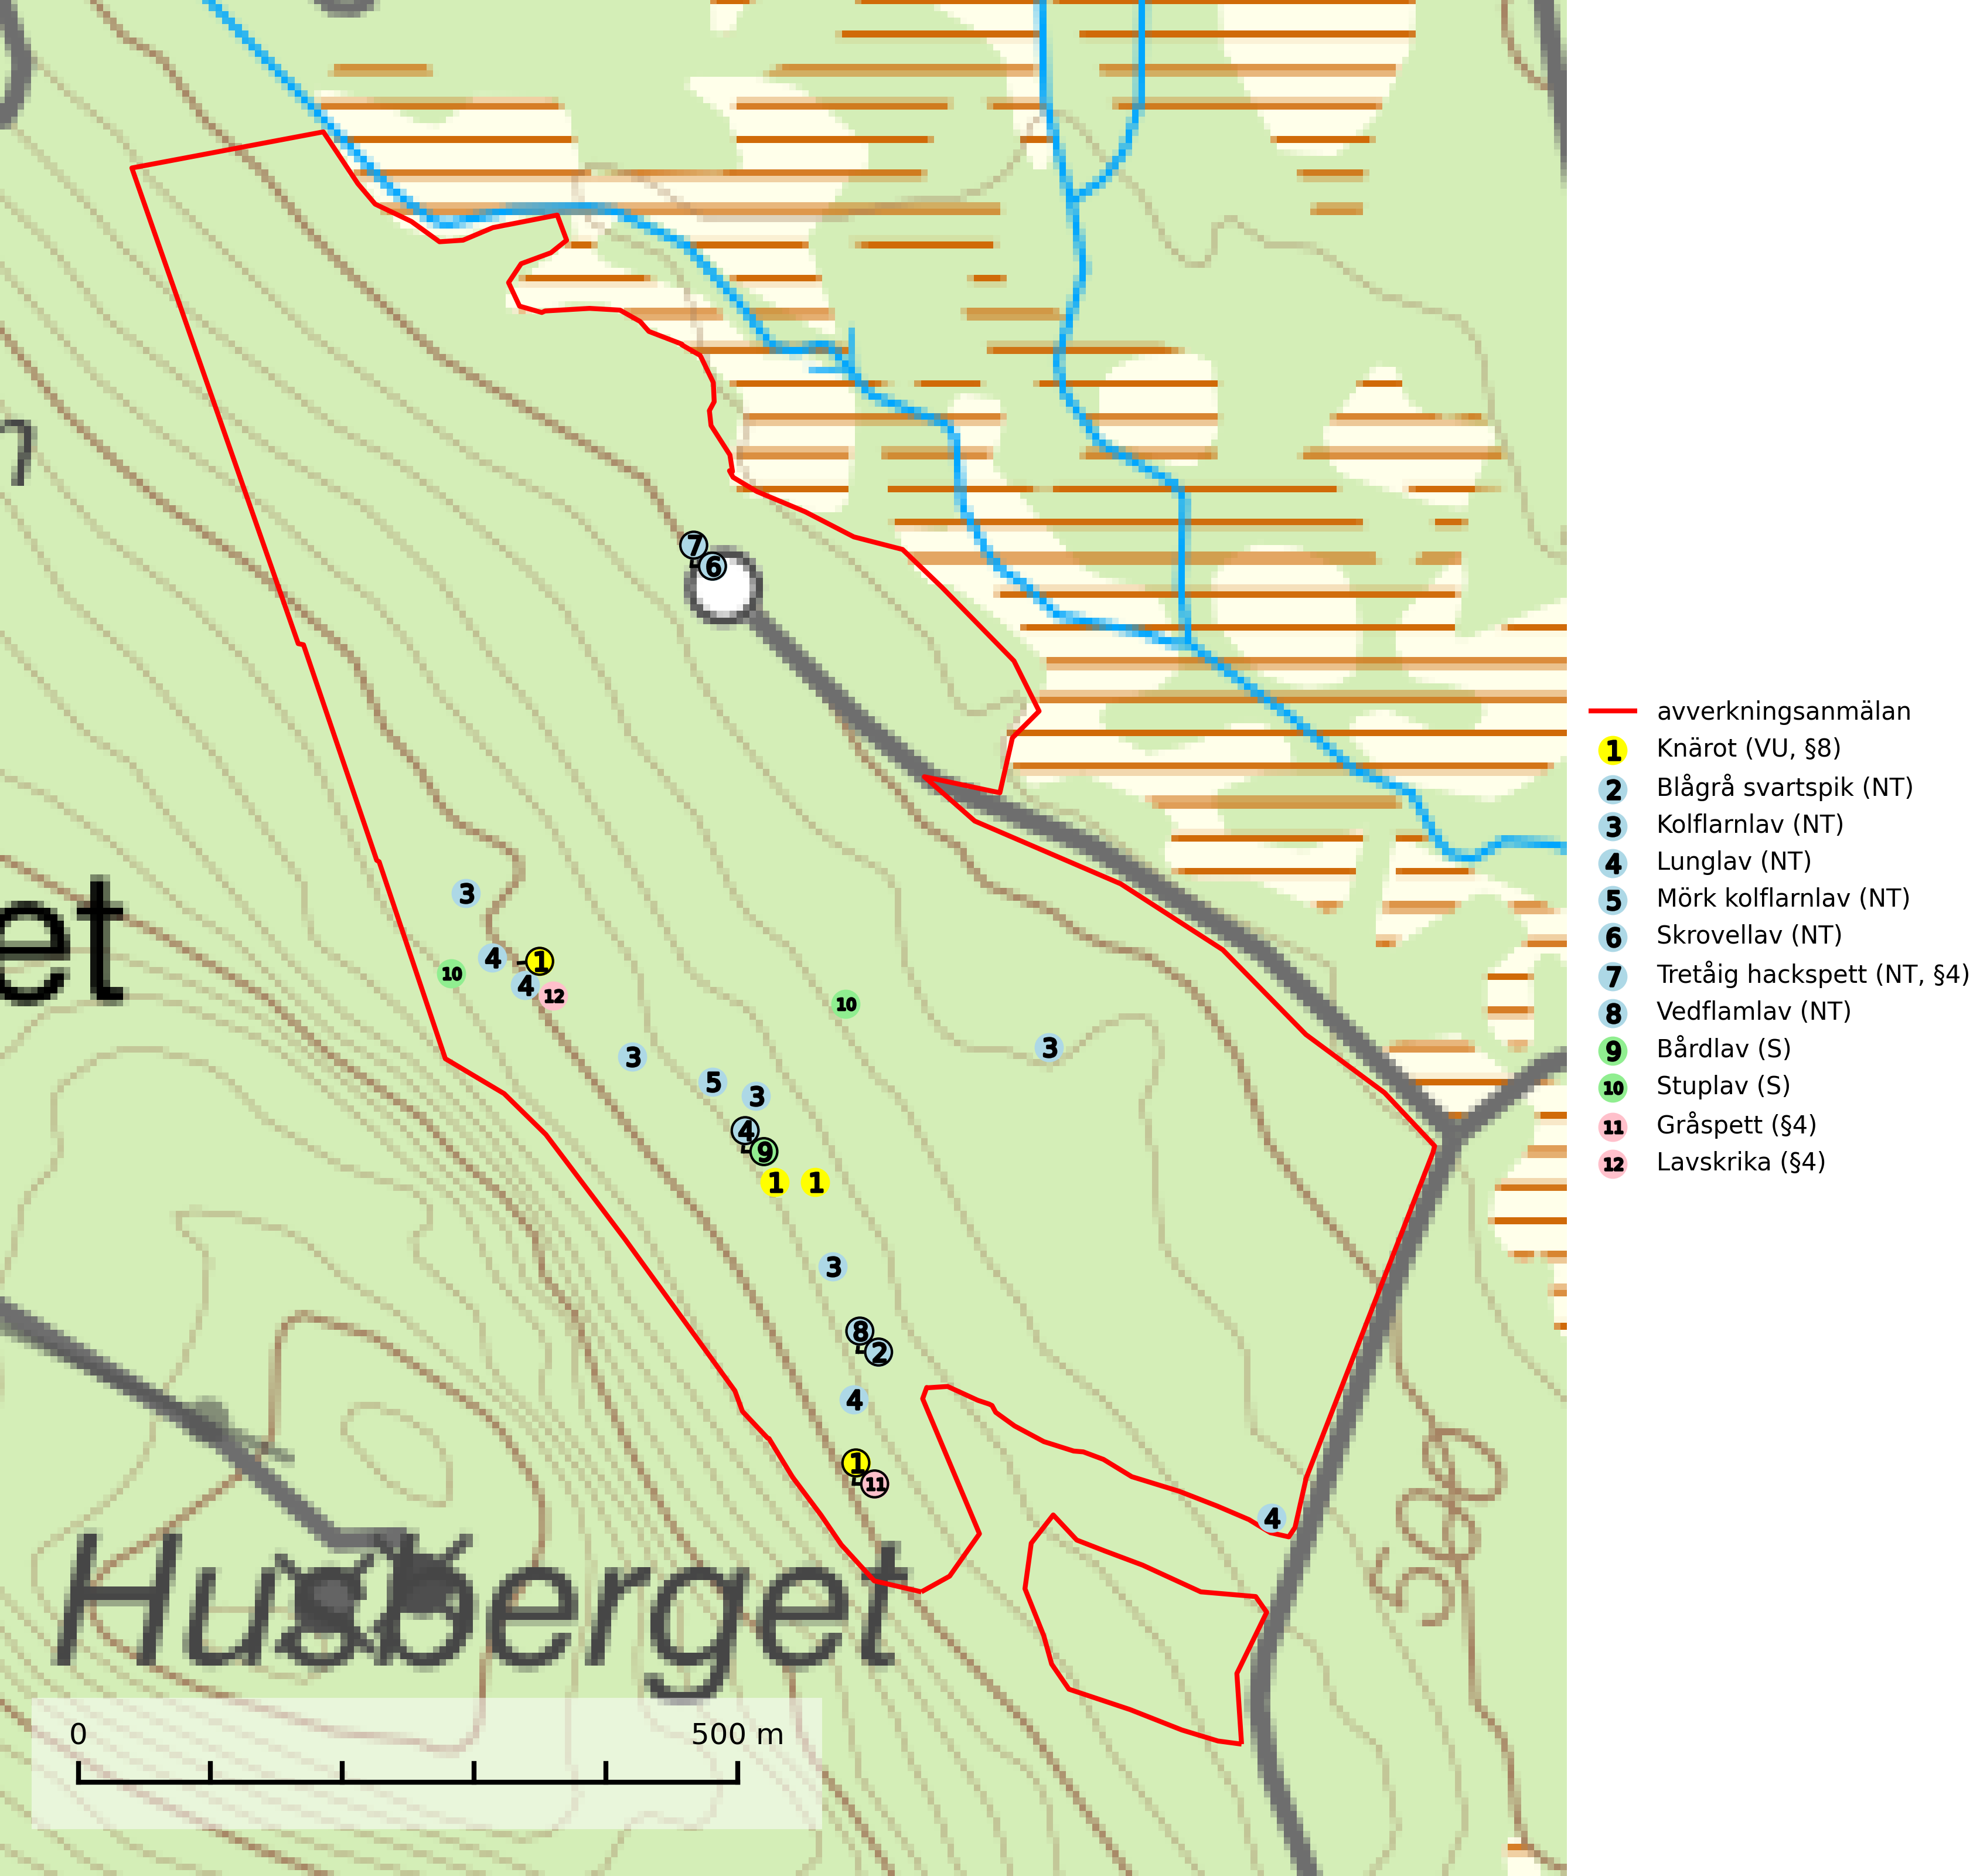 7
6
et
3
4
1
10
4
12
10
3
3
5
3
4
9
1 1
3
8
2
4
1
11
4
Husberget
500
0 500 m
avverkningsanmälan
1 Knärot (VU, §8)
2 Blågrå svartspik (NT)
3 Kolflarnlav (NT)
4 Lunglav (NT)
5 Mörk kolflarnlav (NT)
6 Skrovellav (NT)
7 Tretåig hackspett (NT, §4)
8 Vedflamlav (NT)
9 Bårdlav (S)
10 Stuplav (S)
11 Gråspett (§4)
12 Lavskrika (§4)